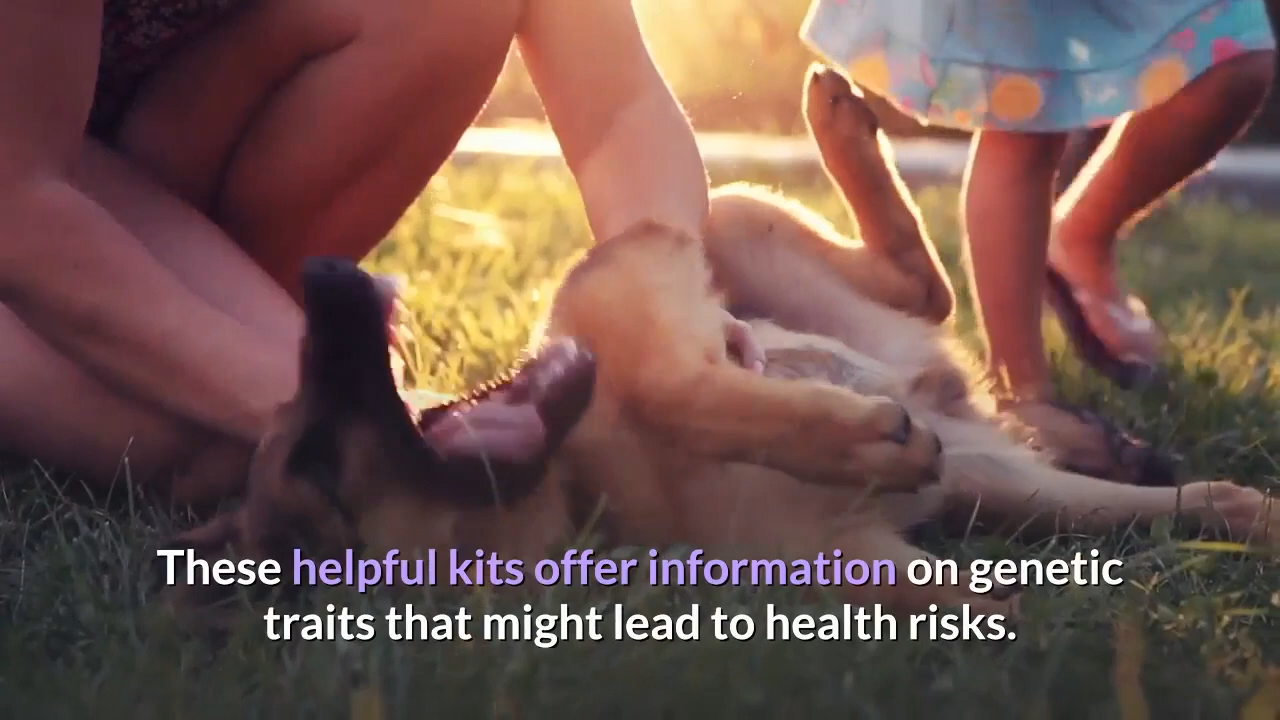 These helpful kits offer information on genetic
traits that might lead to health risks.